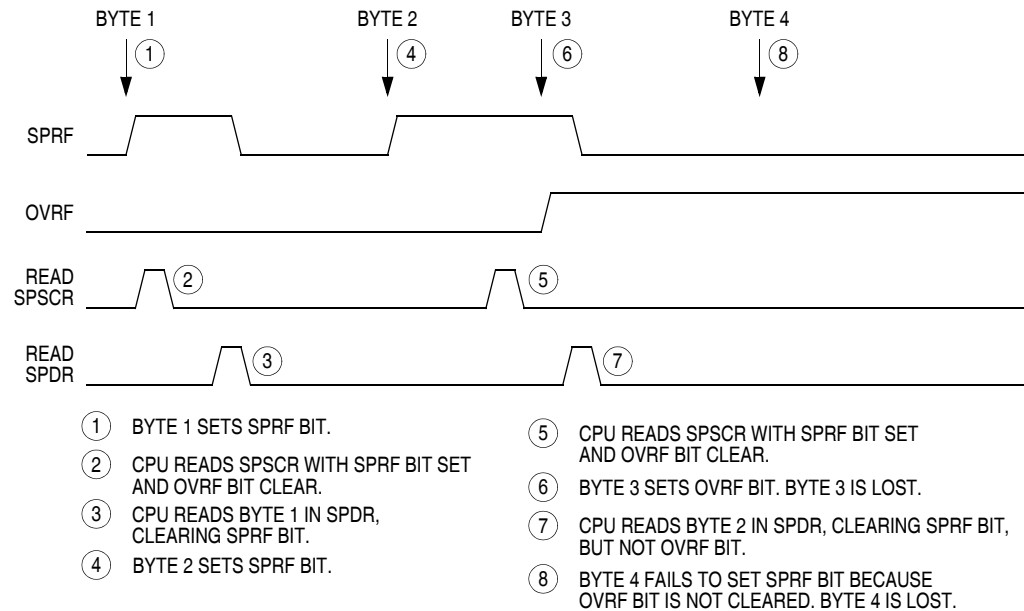 BYTE 1 BYTE 2 BYTE 3 BYTE 4
1 4 6 8
SPRF
OVRF
READ
SPSCR
2 5
READ
SPDR
3 7
1 BYTE 1 SETS SPRF BIT.
2 CPU READS SPSCR WITH SPRF BIT SET
AND OVRF BIT CLEAR.
3 CPU READS BYTE 1 IN SPDR,
CLEARING SPRF BIT.
4 BYTE 2 SETS SPRF BIT.
5 CPU READS SPSCR WITH SPRF BIT SET
AND OVRF BIT CLEAR.
6 BYTE 3 SETS OVRF BIT. BYTE 3 IS LOST.
7 CPU READS BYTE 2 IN SPDR, CLEARING SPRF BIT,
BUT NOT OVRF BIT.
8 BYTE 4 FAILS TO SET SPRF BIT BECAUSE
OVRF BIT IS NOT CLEARED. BYTE 4 IS LOST.